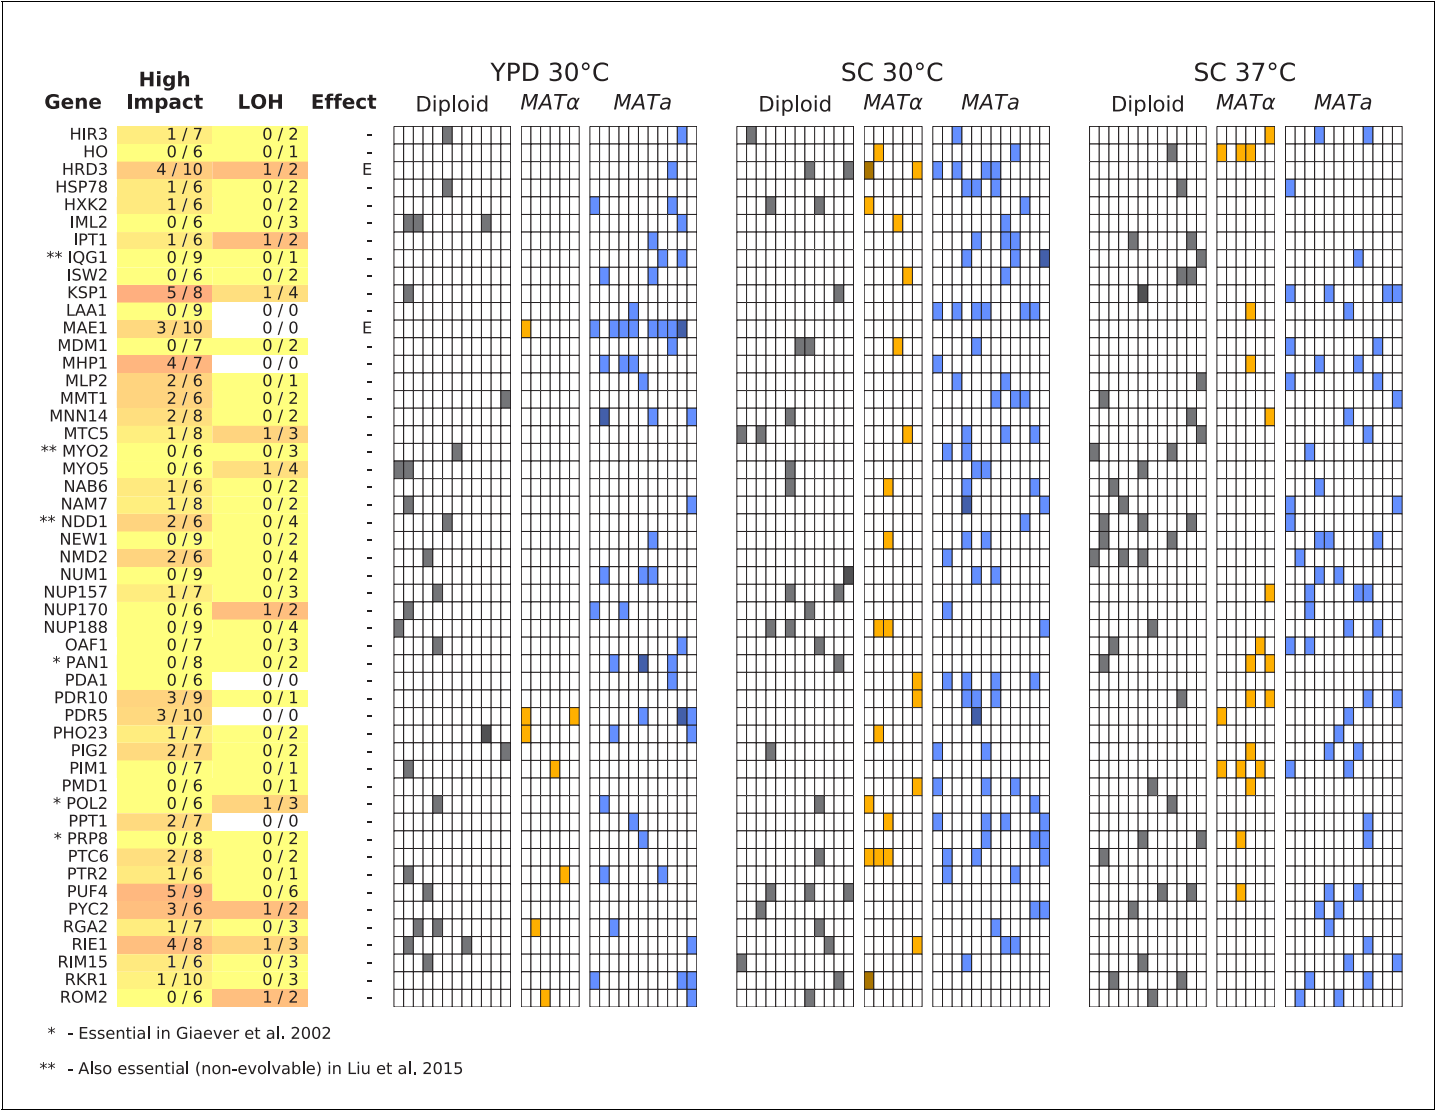 YPD 30°C SC 30°C SC 37°C
High
Gene Impact LOH Effect Diploid MATα MATa Diploid MATα MATa Diploid MATα MATa
HIR3 1 / 7 0 / 2 -
HO 0 / 6 0 / 1 -
HRD3 4 / 10 1 / 2 E
HSP78 1 / 6 0 / 2 -
HXK2 1 / 6 0 / 2 -
IML2 0 / 6 0 / 3 -
IPT1 1 / 6 1 / 2 -
** IQG1 0 / 9 0 / 1 -
ISW2 0 / 6 0 / 2 -
KSP1 5 / 8 1 / 4 -
LAA1 0 / 9 0 / 0 -
MAE1 3 / 10 0 / 0 E
MDM1 0 / 7 0 / 2 -
MHP1 4 / 7 0 / 0 -
MLP2 2 / 6 0 / 1 -
MMT1 2 / 6 0 / 2 -
MNN14 2 / 8 0 / 2 -
MTC5 1 / 8 1 / 3 -
** MYO2 0 / 6 0 / 3 -
MYO5 0 / 6 1 / 4 -
NAB6 1 / 6 0 / 2 -
NAM7 1 / 8 0 / 2 -
** NDD1 2 / 6 0 / 4 -
NEW1 0 / 9 0 / 2 -
NMD2 2 / 6 0 / 4 -
NUM1 0 / 9 0 / 2 -
NUP157 1 / 7 0 / 3 -
NUP170 0 / 6 1 / 2 -
NUP188 0 / 9 0 / 4 -
OAF1 0 / 7 0 / 3 -
* PAN1 0 / 8 0 / 2 -
PDA1 0 / 6 0 / 0 -
PDR10 3 / 9 0 / 1 -
PDR5 3 / 10 0 / 0 -
PHO23 1 / 7 0 / 2 -
PIG2 2 / 7 0 / 2 -
PIM1 0 / 7 0 / 1 -
PMD1 0 / 6 0 / 1 -
* POL2 0 / 6 1 / 3 -
PPT1 2 / 7 0 / 0 -
* PRP8 0 / 8 0 / 2 -
PTC6 2 / 8 0 / 2 -
PTR2 1 / 6 0 / 1 -
PUF4 5 / 9 0 / 6 -
PYC2 3 / 6 1 / 2 -
RGA2 1 / 7 0 / 3 -
RIE1 4 / 8 1 / 3 -
RIM15 1 / 6 0 / 3 -
RKR1 1 / 10 0 / 3 -
ROM2 0 / 6 1 / 2 -
* - Essential in Giaever et al. 2002
** - Also essential (non-evolvable) in Liu et al. 2015